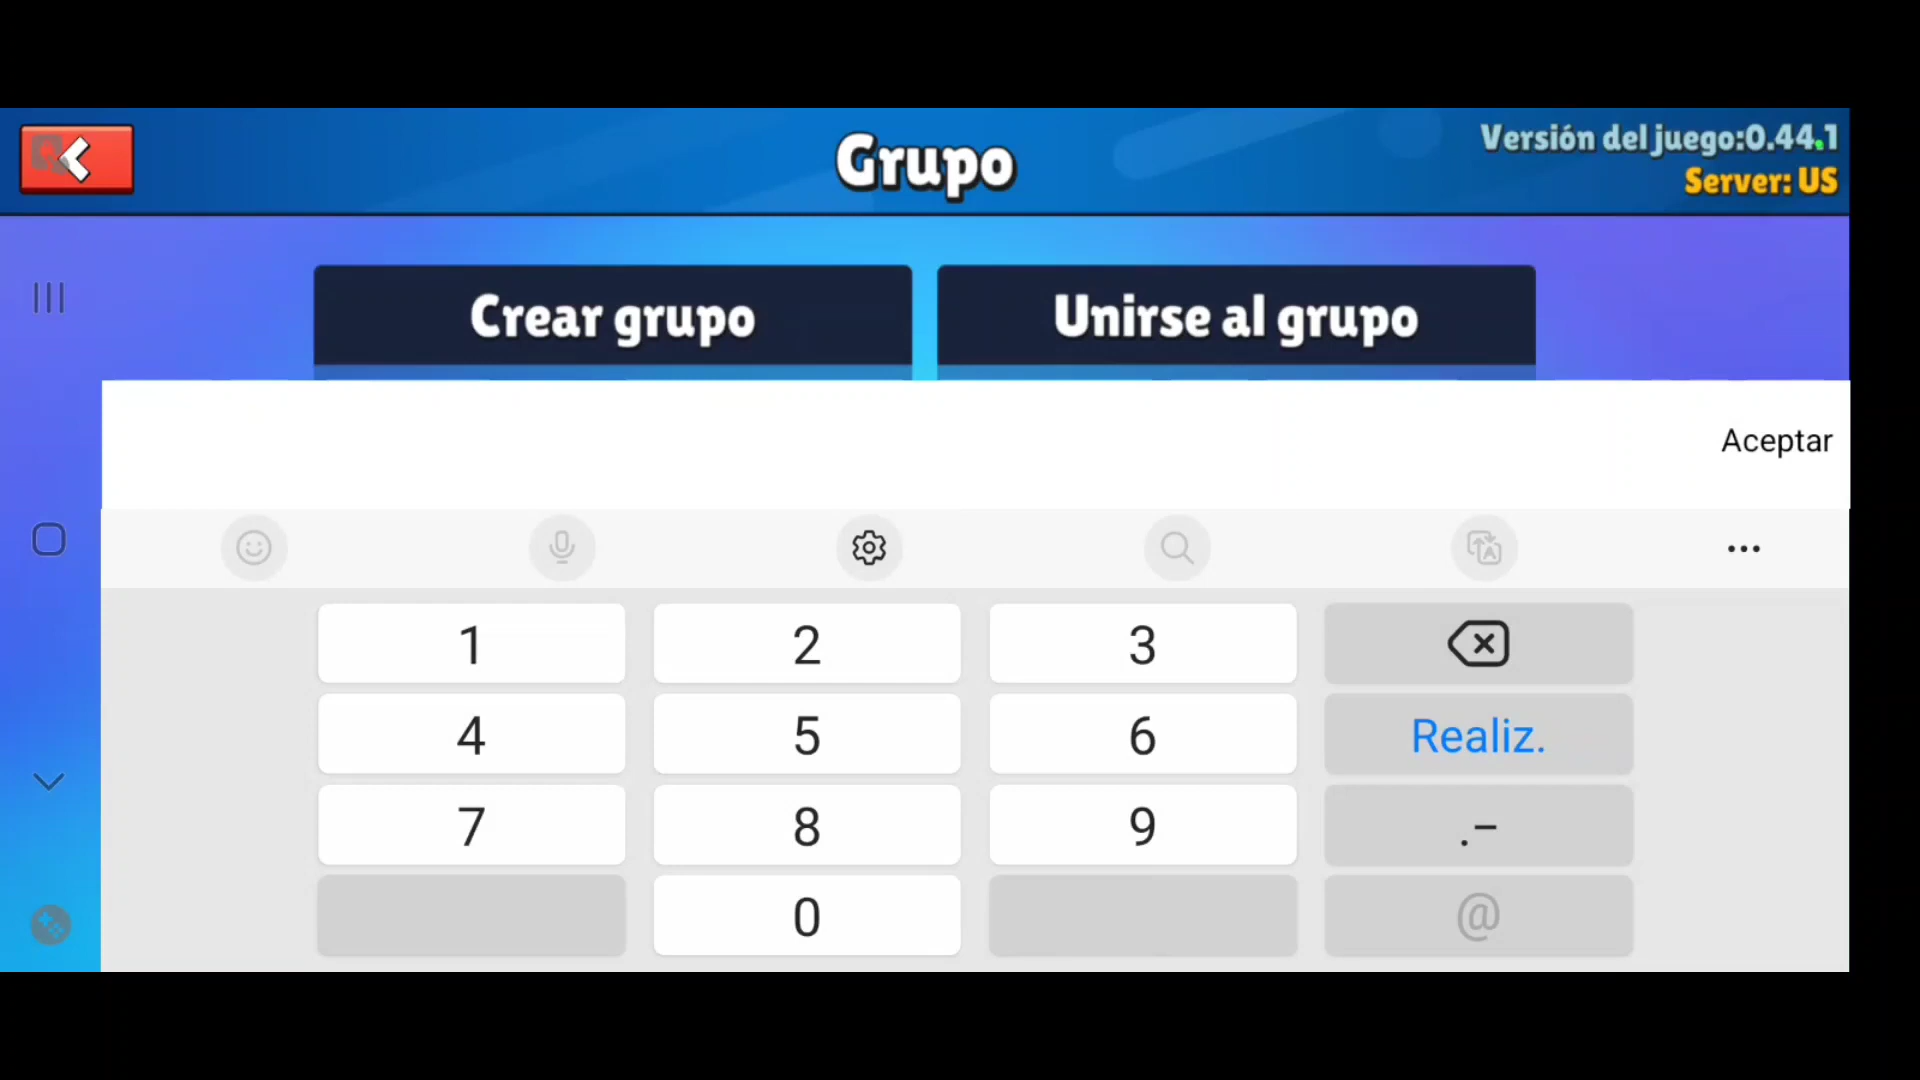 Grupo
Versión del juego:0.44.1
Server: US
Crear grupo
Unirse al grupo
Aceptar
1 2 3
4 5 6 Realiz.
7 8 9 .–
0 @